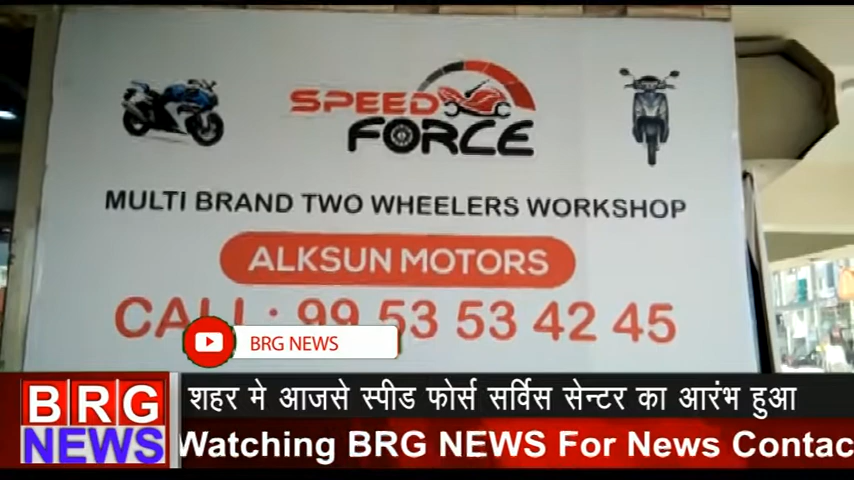 SPEED
FORCE
MULTI BRAND TWO WHEELERS WORKSHOP
ALKSUN MOTORS
CALL : 99 53 53 42 45
BRG NEWS
BRG
NEWS
शहर मे आजसे स्पीड फोर्स सर्विस सेन्टर का आरंभ हुआ
Watching BRG NEWS For News Contac